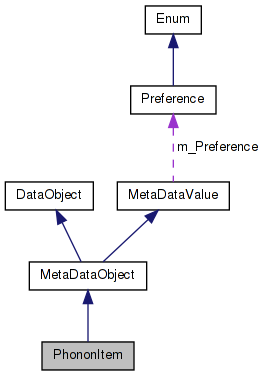 Enum
Preference
m_Preference
DataObject
MetaDataValue
MetaDataObject
PhononItem